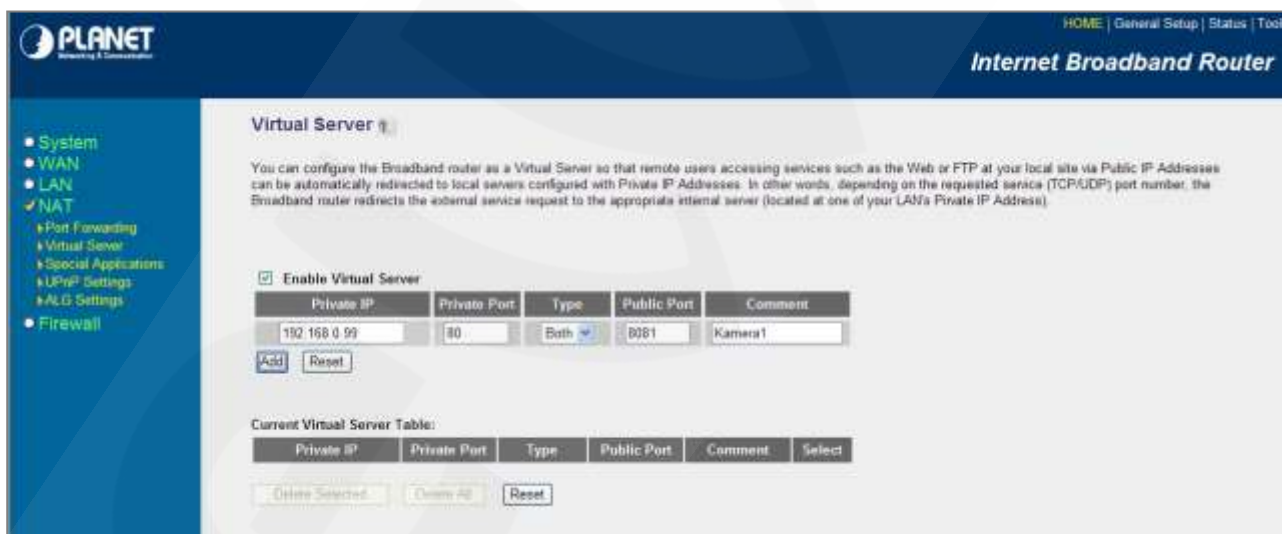 PLANET
Networking & Communication
HOME | General Setup | Status | Tool
Internet Broadband Router
System
WAN
LAN
NAT
Port Forwarding
Virtual Server
Special Applications
UPnP Settings
ALG Settings
Firewall
Virtual Server
You can configure the Broadband router as a Virtual Server so that remote users accessing services such as the Web or FTP at your local site via Public IP Addresses
can be automatically redirected to local servers configured with Private IP Addresses. In other words, depending on the requested service (TCP/UDP) port number, the
Broadband router redirects the external service request to the appropriate internal server (located at one of your LAN's Private IP Address).
Enable Virtual Server
Private IP Private Port Type Public Port Comment
192.168.0.99 80 Both 8081 Kamera1
Add Reset
Current Virtual Server Table:
Private IP Private Port Type Public Port Comment Select
Delete Selected Delete All Reset